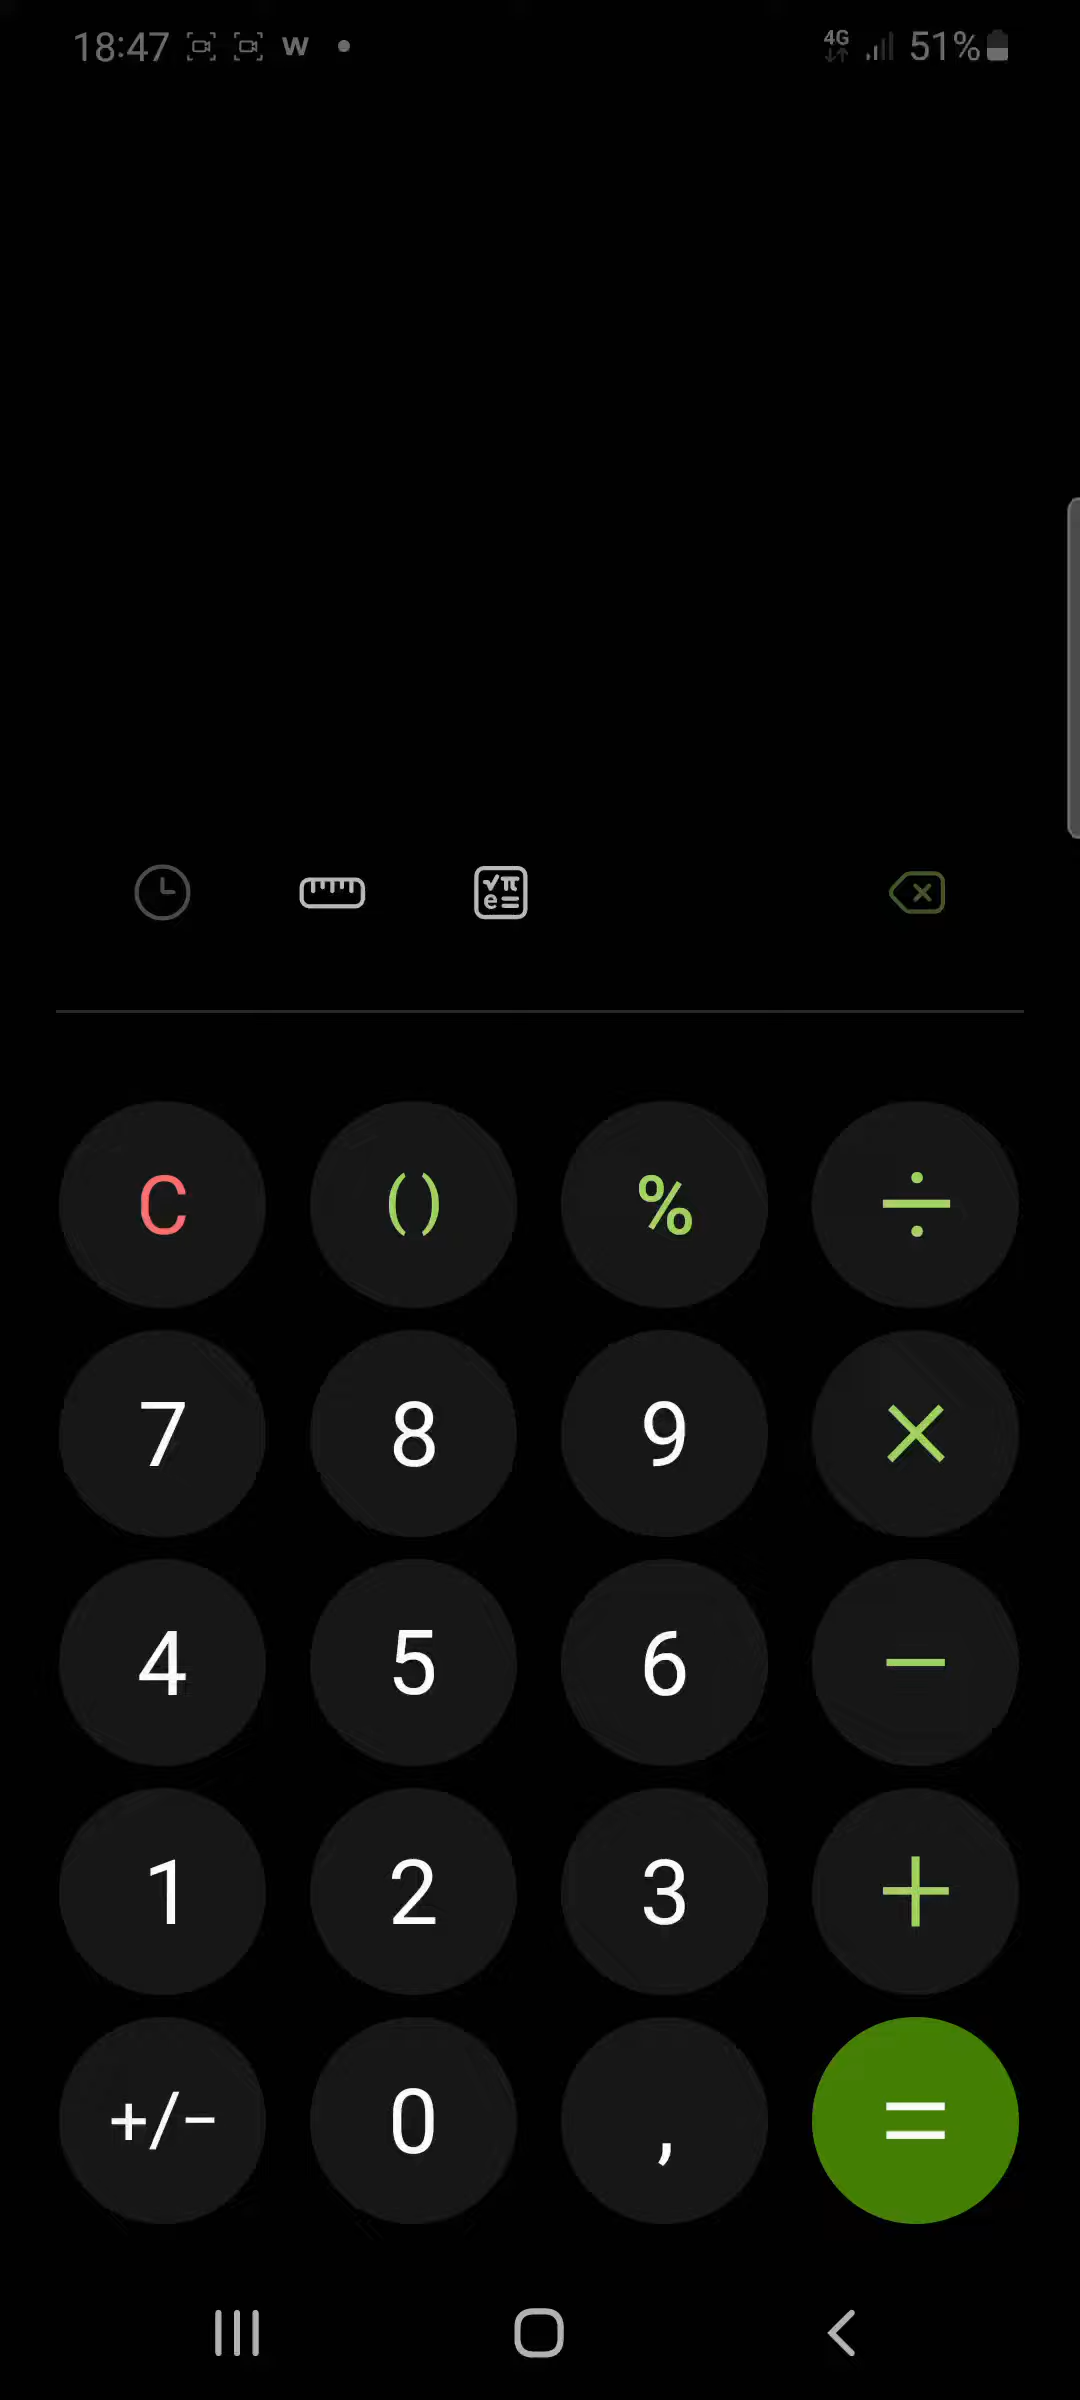 18:47 W 4G 51%
√π
e=
C () % ÷
7 8 9 ×
4 5 6 −
1 2 3 +
+/− 0 , =